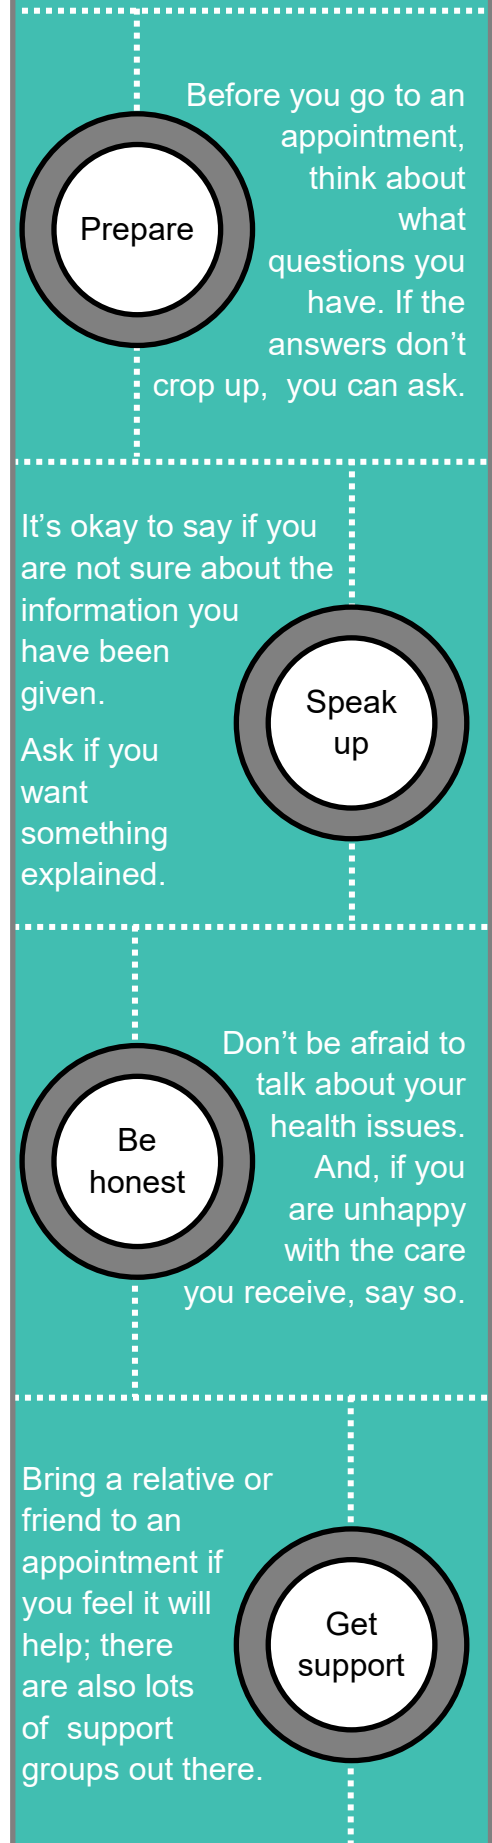 Before you go to an
appointment,
think about
what
questions you
have. If the
answers don’t
crop up,  you can ask.
Prepare
It’s okay to say if you
are not sure about the
information you
have been
given.
Ask if you
want
something
explained.
Speak
up
Don’t be afraid to
talk about your
health issues.
And, if you
are unhappy
with the care
you receive, say so.
Be
honest
Bring a relative or
friend to an
appointment if
you feel it will
help; there
are also lots
of  support
groups out there.
Get
support